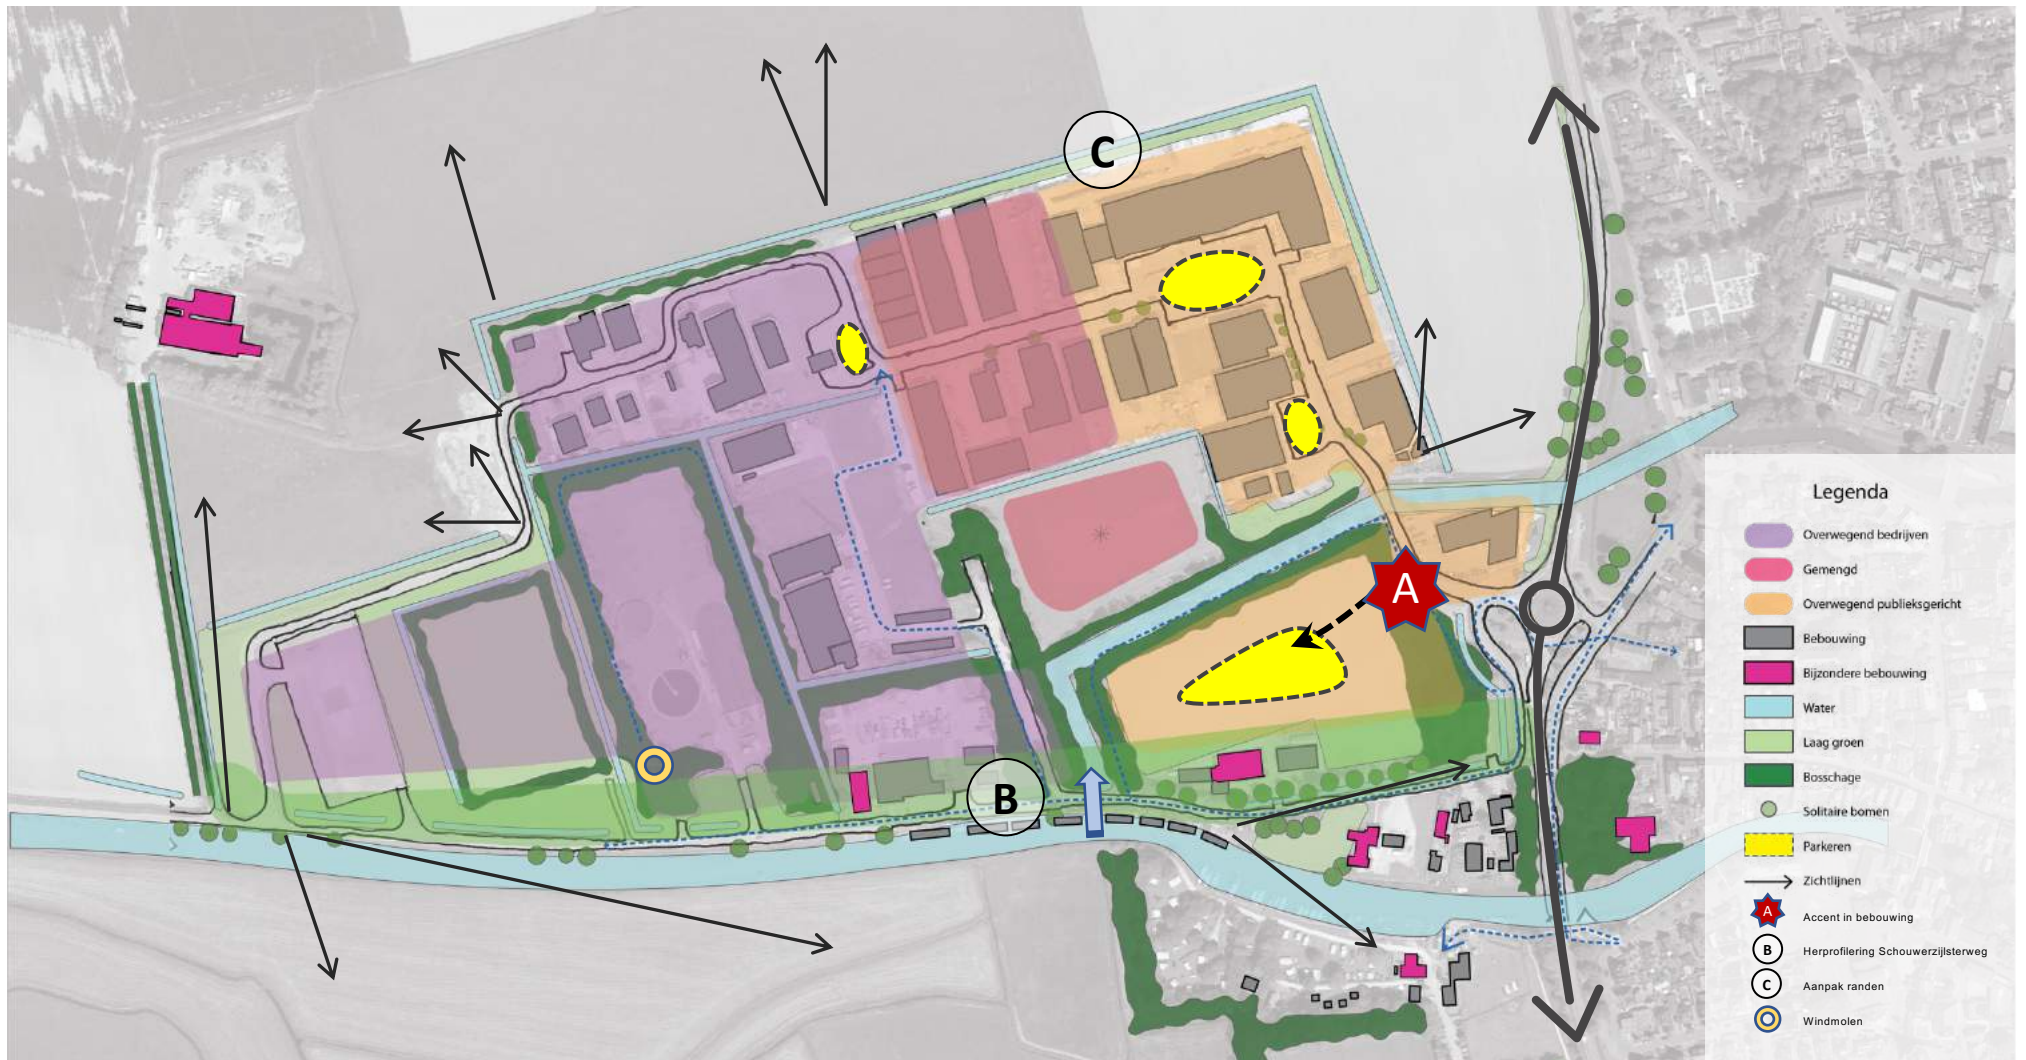 C
A
B
Legenda
Overwegend bedrijven
Gemengd
Overwegend publieksgericht
Bebouwing
Bijzondere bebouwing
Water
Laag groen
Bosschage
Solitaire bomen
Parkeren
Zichtlijnen
A Accent in bebouwing
B Herprofilering Schouwerzijlsterweg
C Aanpak randen
Windmolen